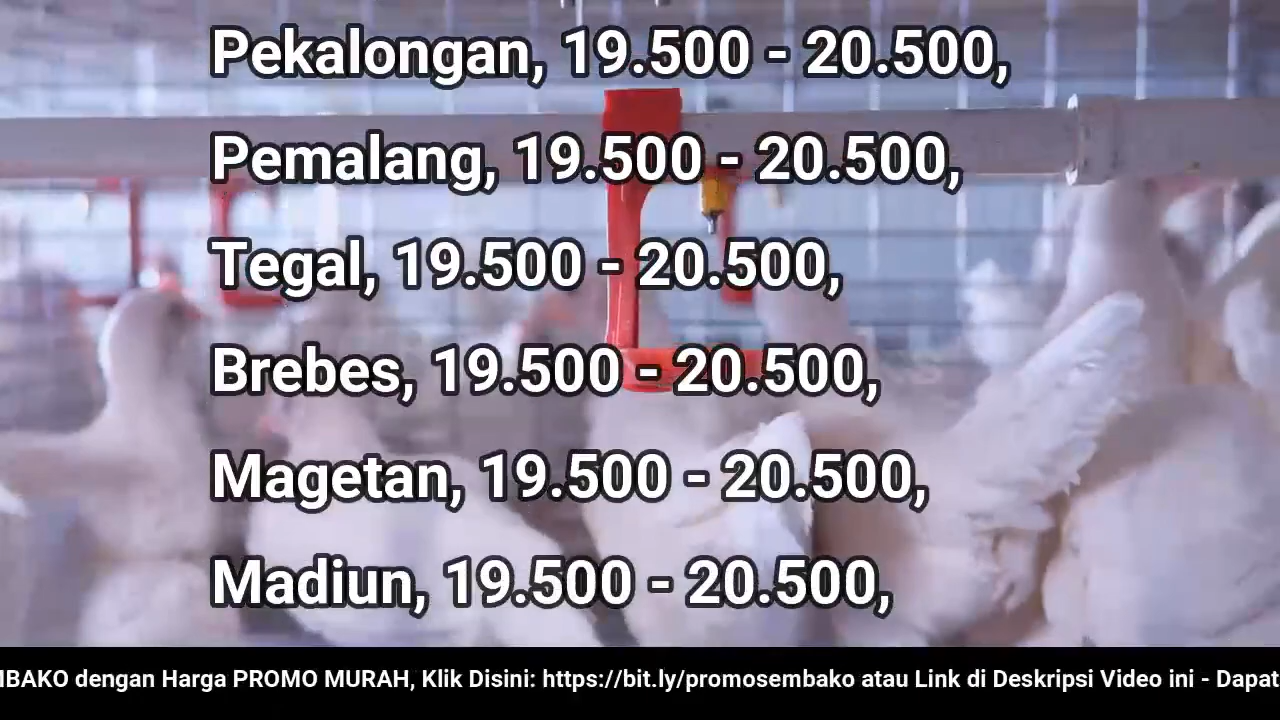 Pekalongan, 19.500 - 20.500,
Pemalang, 19.500 - 20.500,
Tegal, 19.500 - 20.500,
Brebes, 19.500 - 20.500,
Magetan, 19.500 - 20.500,
Madiun, 19.500 - 20.500,
MBAKO dengan Harga PROMO MURAH, Klik Disini: https://bit.ly/promosembako atau Link di Deskripsi Video ini - Dapat